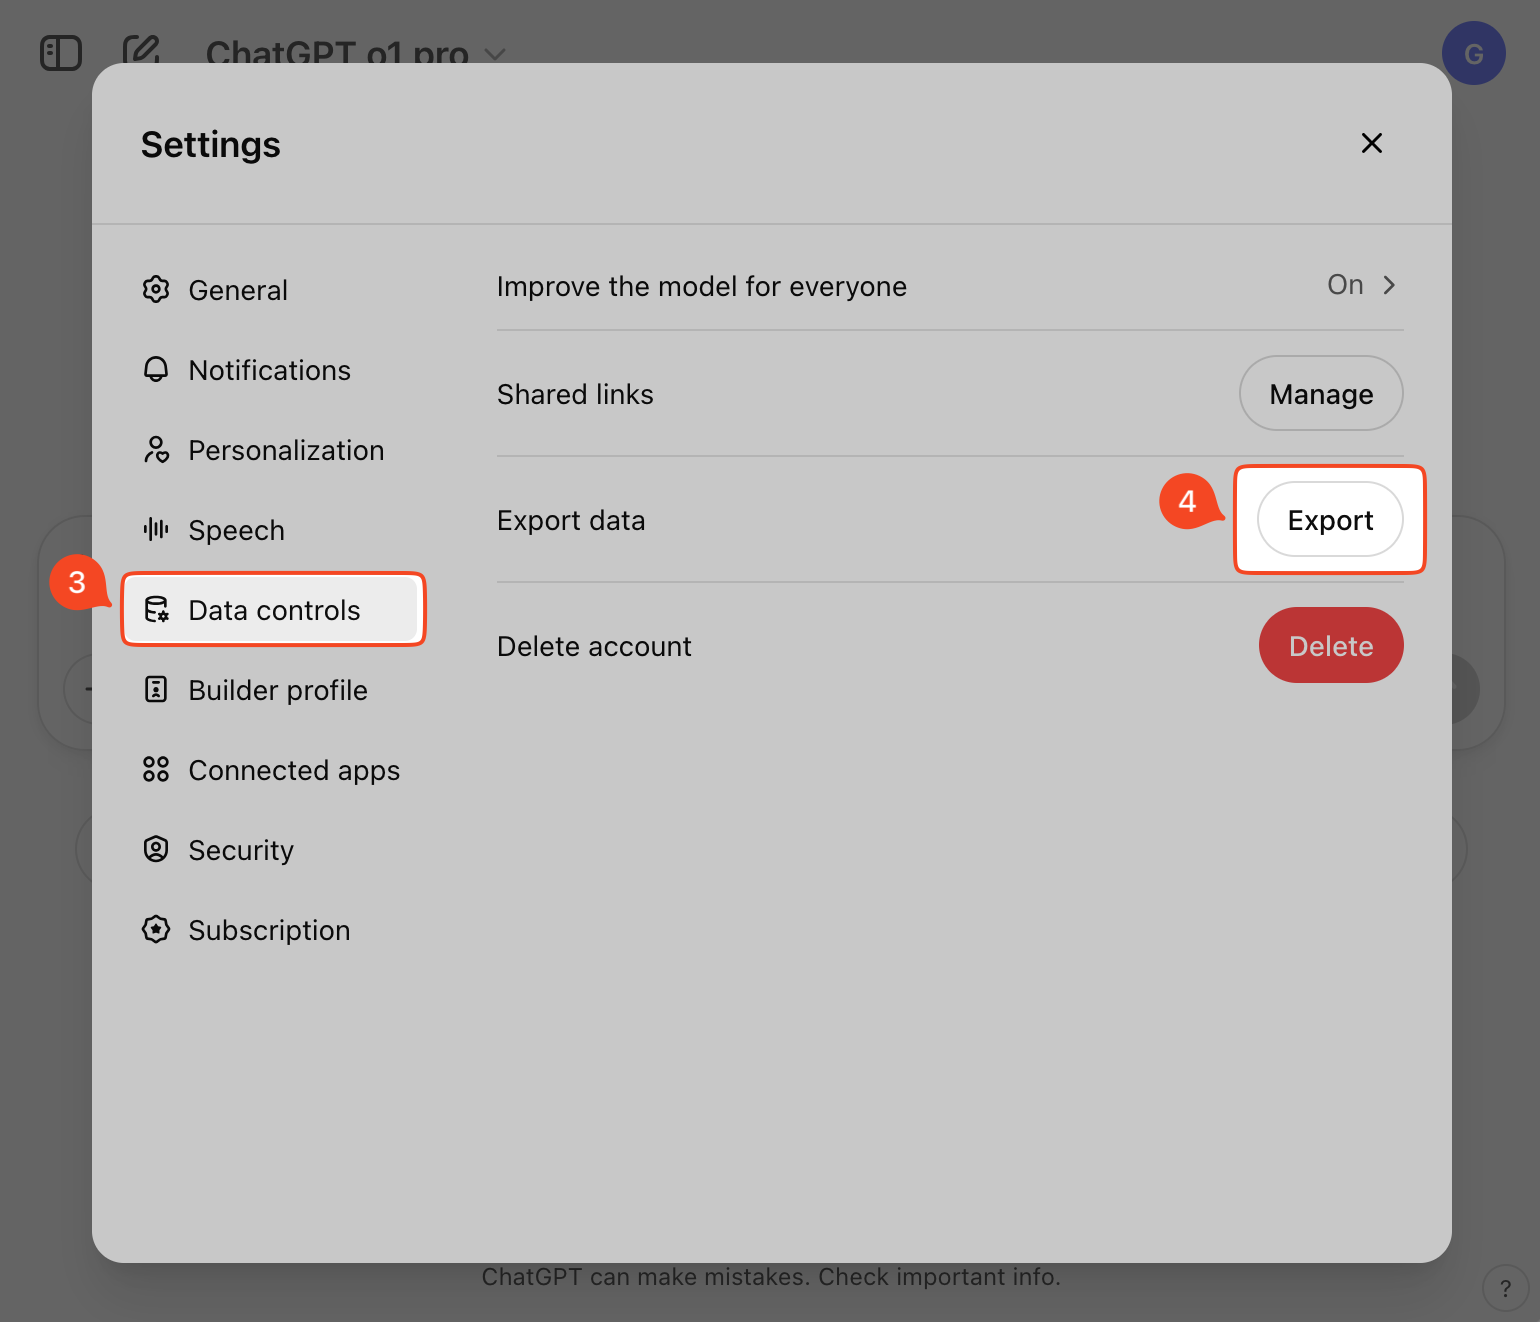 ChatGPT o1 pro
G
Settings
General
Notifications
Personalization
Speech
3
Data controls
Builder profile
Connected apps
Security
Subscription
Improve the model for everyone
On
Shared links
Manage
Export data
4
Export
Delete account
Delete
ChatGPT can make mistakes. Check important info.
?